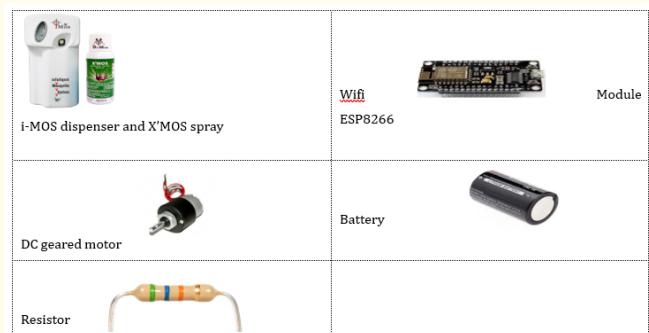 i-MOS dispenser and X'MOS spray
Wifi Module
ESP8266
DC geared motor
Battery
Resistor